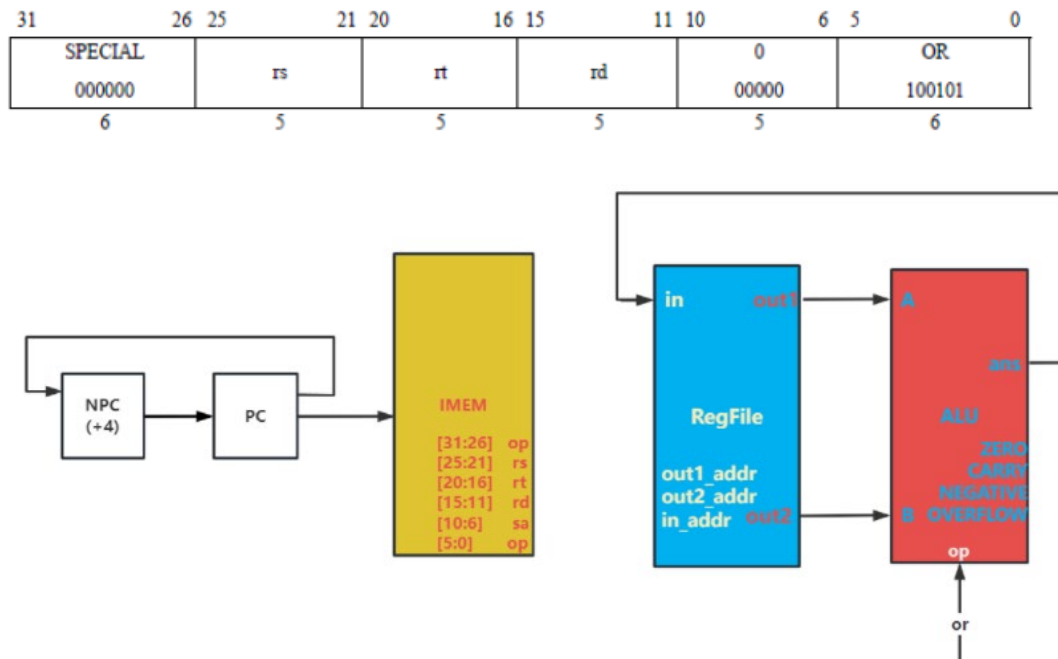 31 26 25 21 20 16 15 11 10 6 5 0
SPECIAL rs rt rd 0 OR
000000 00000 100101
6 5 5 5 5 6
NPC
(+4)
PC
IMEM
[31:26] op
[25:21] rs
[20:16] rt
[15:11] rd
[10:6] sa
[5:0] op
in out1
RegFile
out1_addr
out2_addr
in_addr out2
A
ans
ALU
ZERO
CARRY
NEGATIVE
B OVERFLOW
op
or